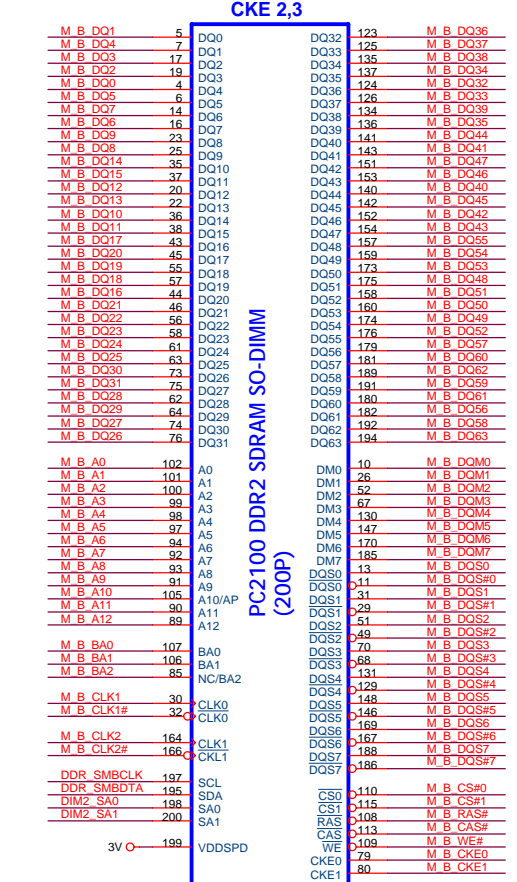 CKE 2,3
M_B_DQ1 5 DQ0 DQ32 123 M_B_DQ36
M_B_DQ4 7 DQ1 DQ33 125 M_B_DQ37
M_B_DQ3 17 DQ2 DQ34 135 M_B_DQ38
M_B_DQ2 19 DQ3 DQ35 137 M_B_DQ34
M_B_DQ0 4 DQ4 DQ36 124 M_B_DQ32
M_B_DQ5 6 DQ5 DQ37 126 M_B_DQ33
M_B_DQ7 14 DQ6 DQ38 134 M_B_DQ39
M_B_DQ6 16 DQ7 DQ39 136 M_B_DQ35
M_B_DQ9 23 DQ8 DQ40 141 M_B_DQ44
M_B_DQ8 25 DQ9 DQ41 143 M_B_DQ41
M_B_DQ14 35 DQ10 DQ42 151 M_B_DQ47
M_B_DQ15 37 DQ11 DQ43 153 M_B_DQ46
M_B_DQ12 20 DQ12 DQ44 140 M_B_DQ40
M_B_DQ13 22 DQ13 DQ45 142 M_B_DQ45
M_B_DQ10 36 DQ14 DQ46 152 M_B_DQ42
M_B_DQ11 38 DQ15 DQ47 154 M_B_DQ43
M_B_DQ17 43 DQ16 DQ48 157 M_B_DQ55
M_B_DQ20 45 DQ17 DQ49 159 M_B_DQ54
M_B_DQ19 55 DQ18 DQ50 173 M_B_DQ53
M_B_DQ18 57 DQ19 DQ51 175 M_B_DQ48
M_B_DQ16 44 DQ20 DQ52 158 M_B_DQ51
M_B_DQ21 46 DQ21 DQ53 160 M_B_DQ50
M_B_DQ22 56 DQ22 DQ54 174 M_B_DQ49
M_B_DQ23 58 DQ23 DQ55 176 M_B_DQ52
M_B_DQ24 61 DQ24 DQ56 179 M_B_DQ57
M_B_DQ25 63 DQ25 DQ57 181 M_B_DQ60
M_B_DQ30 73 DQ26 DQ58 189 M_B_DQ62
M_B_DQ31 75 DQ27 DQ59 191 M_B_DQ59
M_B_DQ28 62 DQ28 DQ60 180 M_B_DQ61
M_B_DQ29 64 DQ29 DQ61 182 M_B_DQ56
M_B_DQ27 74 DQ30 DQ62 192 M_B_DQ58
M_B_DQ26 76 DQ31 DQ63 194 M_B_DQ63
PC2100 DDR2 SDRAM SO-DIMM
(200P)
M_B_A0 102 A0 DM0 10 M_B_DQM0
M_B_A1 101 A1 DM1 26 M_B_DQM1
M_B_A2 100 A2 DM2 52 M_B_DQM2
M_B_A3 99 A3 DM3 67 M_B_DQM3
M_B_A4 98 A4 DM4 130 M_B_DQM4
M_B_A5 97 A5 DM5 147 M_B_DQM5
M_B_A6 94 A6 DM6 170 M_B_DQM6
M_B_A7 92 A7 DM7 185 M_B_DQM7
M_B_A8 93 A8 DQS0 13 M_B_DQS0
M_B_A9 91 A9 DQS0 11 M_B_DQS#0
M_B_A10 105 A10/AP DQS1 31 M_B_DQS1
M_B_A11 90 A11 DQS1 29 M_B_DQS#1
M_B_A12 89 A12 DQS2 51 M_B_DQS2
DQS2 49 M_B_DQS#2
M_B_BA0 107 BA0 DQS3 70 M_B_DQS3
M_B_BA1 106 BA1 DQS3 68 M_B_DQS#3
M_B_BA2 85 NC/BA2 DQS4 131 M_B_DQS4
DQS4 129 M_B_DQS#4
M_B_CLK1 30 CLK0 DQS5 148 M_B_DQS5
M_B_CLK1# 32 CLK0 DQS5 146 M_B_DQS#5
DQS6 169 M_B_DQS6
M_B_CLK2 164 CLK1 DQS6 167 M_B_DQS#6
M_B_CLK2# 166 CKL1 DQS7 188 M_B_DQS7
DQS7 186 M_B_DQS#7
DDR_SMBCLK 197 SCL
DDR_SMBDTA 195 SDA CS0 110 M_B_CS#0
DIM2_SA0 198 SA0 CS1 115 M_B_CS#1
DIM2_SA1 200 SA1 RAS 108 M_B_RAS#
CAS 113 M_B_CAS#
3V 199 VDDSPD WE 109 M_B_WE#
CKE0 79 M_B_CKE0
CKE1 80 M_B_CKE1